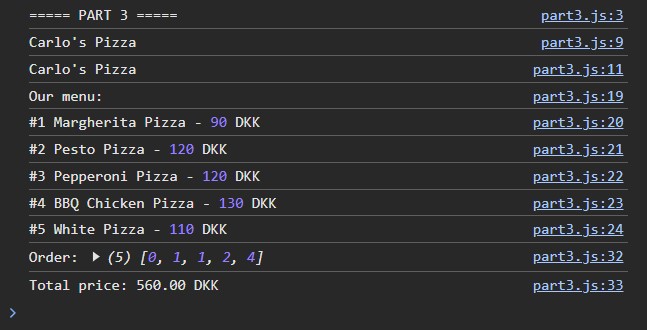 ===== PART 3 ===== part3.js:3
Carlo's Pizza part3.js:9
Carlo's Pizza part3.js:11
Our menu: part3.js:19
#1 Margherita Pizza - 90 DKK part3.js:20
#2 Pesto Pizza - 120 DKK part3.js:21
#3 Pepperoni Pizza - 120 DKK part3.js:22
#4 BBQ Chicken Pizza - 130 DKK part3.js:23
#5 White Pizza - 110 DKK part3.js:24
Order: ▶ (5) [0, 1, 1, 2, 4] part3.js:32
Total price: 560.00 DKK part3.js:33
>